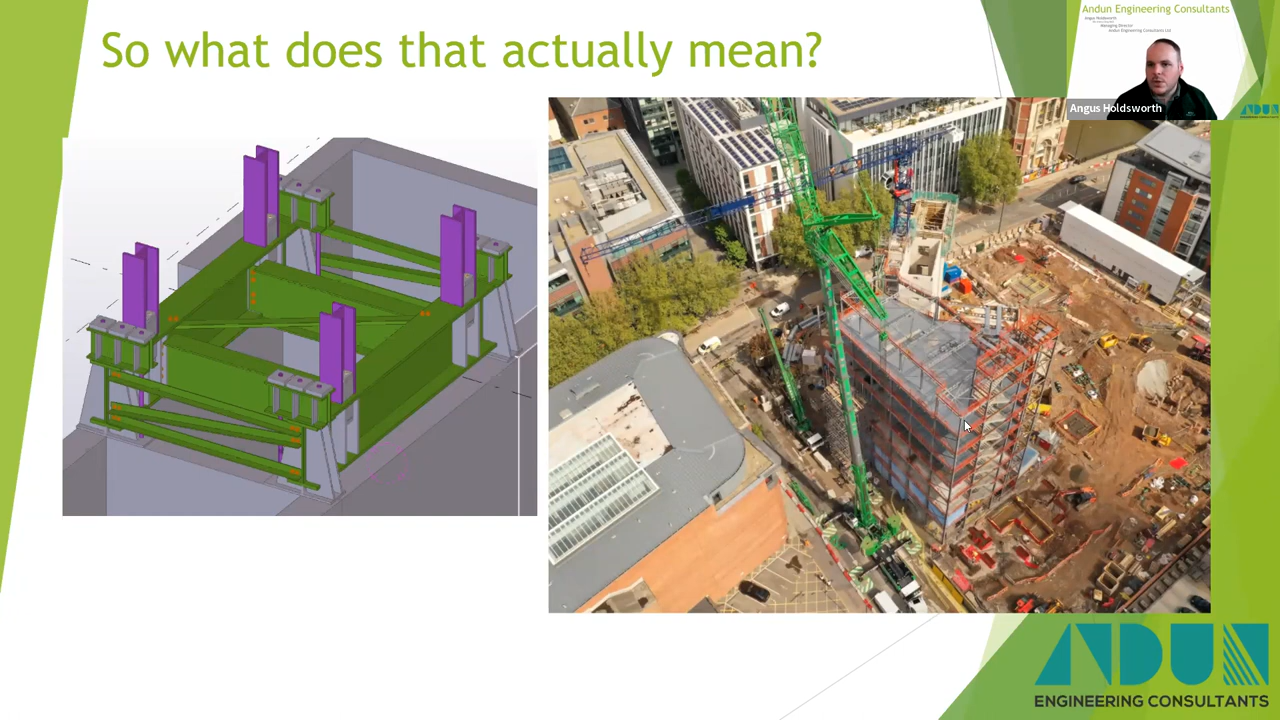 So what does that actually mean?
Andun Engineering Consultants
Angus Holdsworth
Managing Director
Andun Engineering Consultants Ltd
Angus Holdsworth
ANDUN
ANDUN
ENGINEERING CONSULTANTS